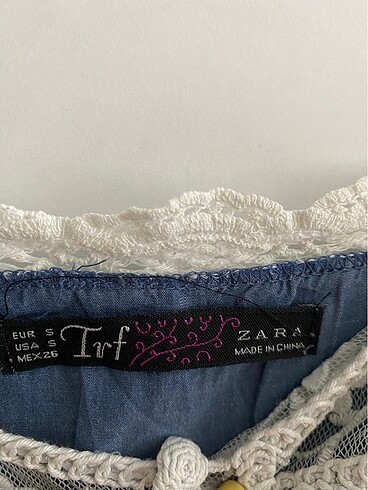 EUR S
USA S
MEX 26
Trf
ZARA
MADE IN CHINA